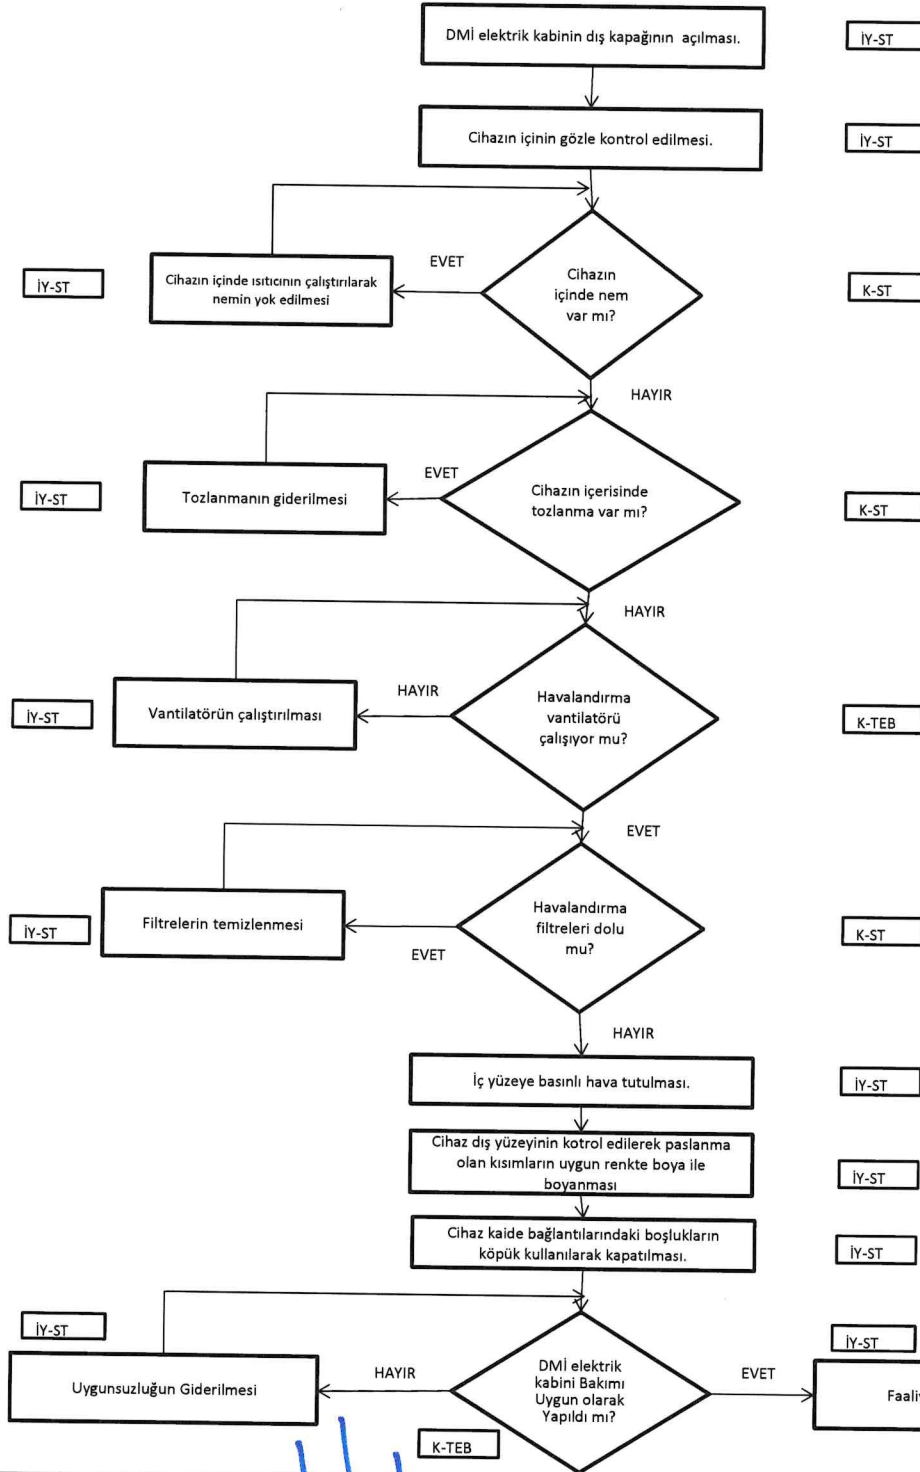 DMİ elektrik kabinin dış kapağının açılması.
İY-ST
Cihazın içinin gözle kontrol edilmesi.
İY-ST
İY-ST
Cihazın içinde ısıtıcının çalıştırılarak
nemin yok edilmesi
EVET
Cihazın
içinde nem
var mı?
K-ST
HAYIR
İY-ST
Tozlanmanın giderilmesi
EVET
Cihazın içerisinde
tozlanma var mı?
K-ST
HAYIR
İY-ST
Vantilatörün çalıştırılması
HAYIR
Havalandırma
vantilatörü
çalışıyor mu?
K-TEB
EVET
İY-ST
Filtrelerin temizlenmesi
EVET
Havalandırma
filtreleri dolu
mu?
K-ST
HAYIR
İç yüzeye basınlı hava tutulması.
İY-ST
Cihaz dış yüzeyinin kotrol edilerek paslanma
olan kısımların uygun renkte boya ile
boyanması
İY-ST
Cihaz kaide bağlantılarındaki boşlukların
köpük kullanılarak kapatılması.
İY-ST
İY-ST
Uygunsuzluğun Giderilmesi
HAYIR
DMİ elektrik
kabini Bakımı
Uygun olarak
Yapıldı mı?
EVET
İY-ST
K-TEB